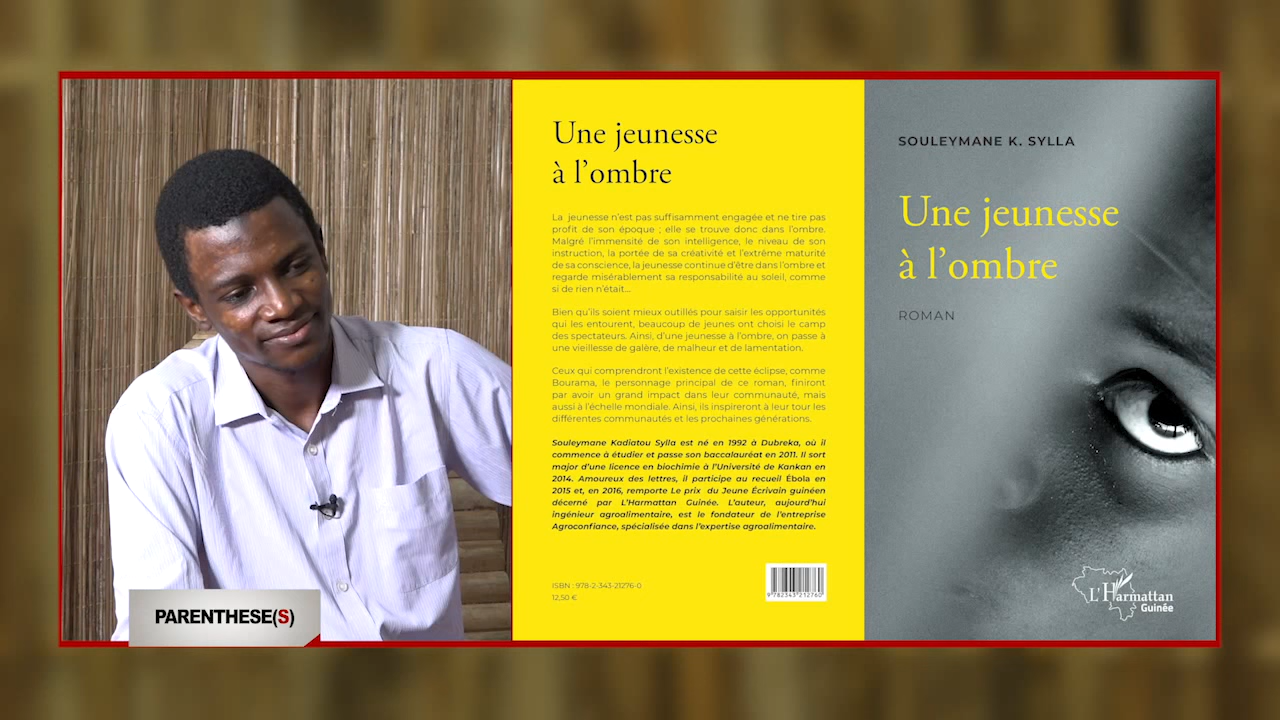 PARENTHESE(S)
Une jeunesse
à l'ombre
La jeunesse n'est pas suffisamment engagée et ne tire pas
profit de son époque ; elle se trouve donc dans l'ombre.
Malgré l'immensité de son intelligence, le niveau de son
instruction, la portée de sa créativité et l'extrême maturité
de sa conscience, la jeunesse continue d'être dans l'ombre et
regarde misérablement sa responsabilité au soleil, comme
si de rien n'était...
Bien qu'ils soient mieux outillés pour saisir les opportunités
qui les entourent, beaucoup de jeunes ont choisi le camp
des spectateurs. Ainsi, d'une jeunesse à l'ombre, on passe à
une vieillesse de galère, de malheur et de lamentation.
Ceux qui comprendront l'existence de cette éclipse, comme
Bourama, le personnage principal de ce roman, finiront
par avoir un grand impact dans leur communauté, mais
aussi à l'échelle mondiale. Ainsi, ils inspireront à leur tour les
différentes communautés et les prochaines générations.
Souleymane Kadiatou Sylla est né en 1992 à Dubreka, où il
commence à étudier et passe son baccalauréat en 2011. Il sort
major d'une licence en biochimie à l'Université de Kankan en
2014. Amoureux des lettres, il participe au recueil Ébola en
2015 et, en 2016, remporte Le prix du Jeune Écrivain guinéen
décerné par L'Harmattan Guinée. L'auteur, aujourd'hui
ingénieur agroalimentaire, est le fondateur de l'entreprise
Agroconfiance, spécialisée dans l'expertise agroalimentaire.
ISBN : 978-2-343-21276-0
12,50 €
9 782343 212760
SOULEYMANE K. SYLLA
Une jeunesse
à l'ombre
ROMAN
L'Harmattan
Guinée